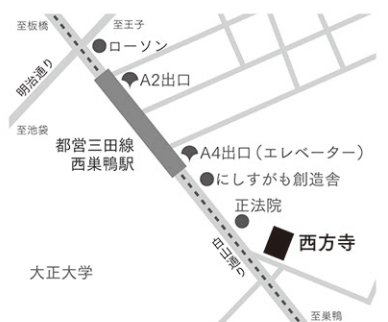 至板橋
至王子
ローソン
明治通り
A2出口
至池袋
都営三田線
西巣鴨駅
A4出口（エレベーター）
にしすがも創造舎
正法院
西方寺
白山通り
大正大学
至巣鴨